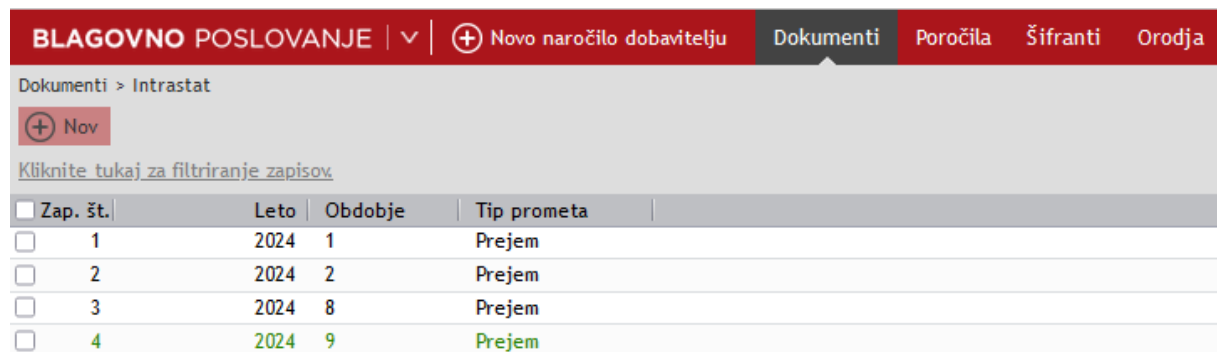 BLAGOVNO POSLOVANJE Novo naročilo dobavitelju Dokumenti Poročila Šifranti Orodja
Dokumenti > Intrastat
Nov
Kliknite tukaj za filtriranje zapisov.
Zap. št. Leto Obdobje Tip prometa
1 2024 1 Prejem
2 2024 2 Prejem
3 2024 8 Prejem
4 2024 9 Prejem